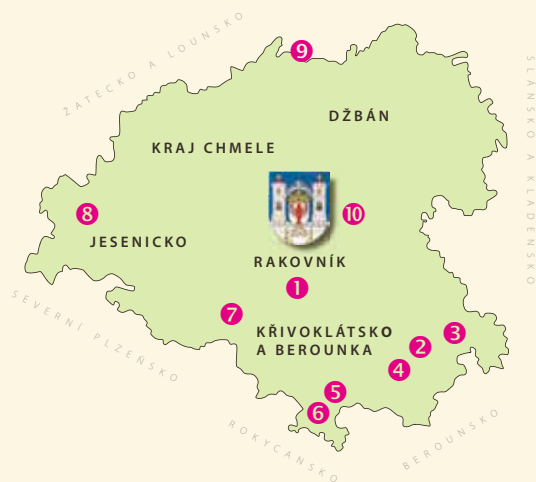 ŽATECKO A LOUNSKO
9
DŽBÁN
SLÁNSKO A KLADENSKO
KRAJ CHMELE
8
10
JESENICKO
RAKOVNÍK
1
7
KŘIVOKLÁTSKO
A BEROUNKA
3
2
4
SEVERNÍ PLZEŇSKO
5
6
ROKYCANSKO
BEROUNSKO